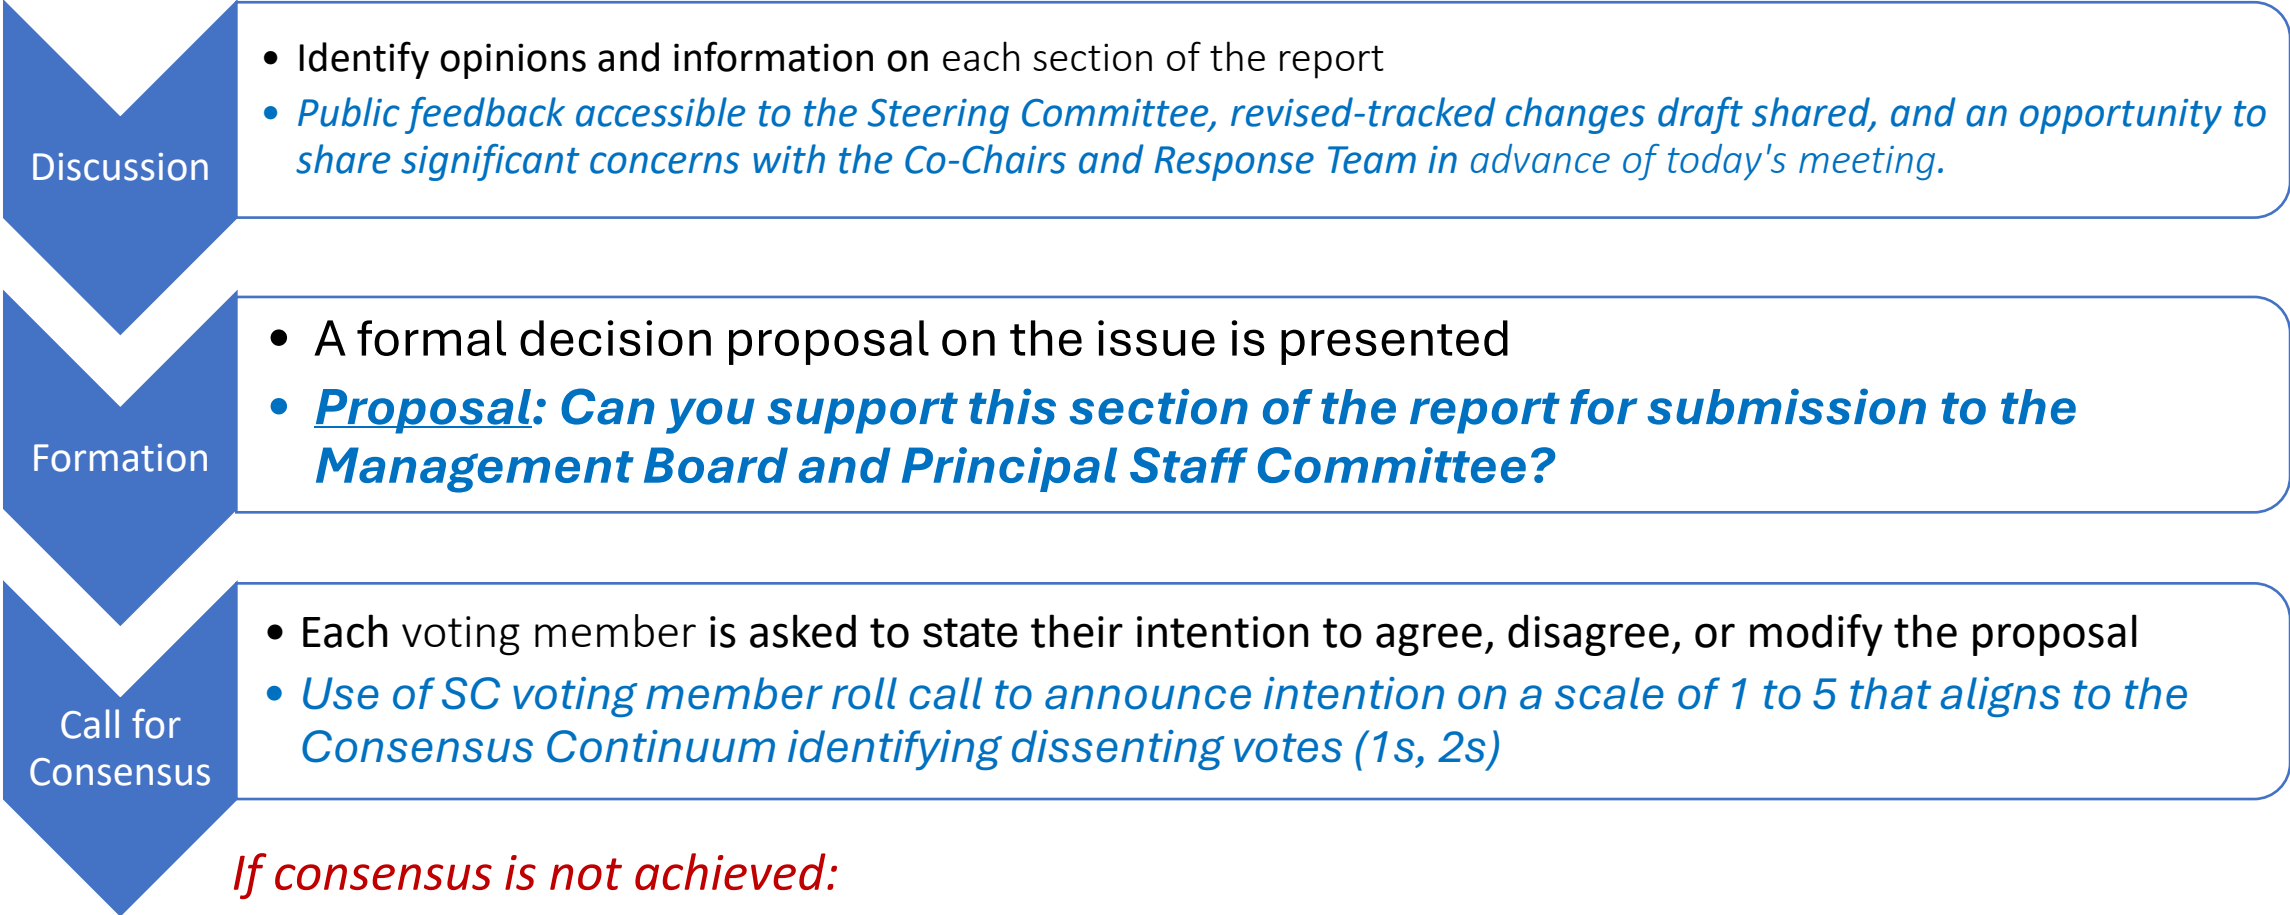 Discussion
• Identify opinions and information on each section of the report
• Public feedback accessible to the Steering Committee, revised-tracked changes draft shared, and an opportunity to
share significant concerns with the Co-Chairs and Response Team in advance of today's meeting.
Formation
• A formal decision proposal on the issue is presented
• Proposal: Can you support this section of the report for submission to the
Management Board and Principal Staff Committee?
Call for
Consensus
• Each voting member is asked to state their intention to agree, disagree, or modify the proposal
• Use of SC voting member roll call to announce intention on a scale of 1 to 5 that aligns to the
Consensus Continuum identifying dissenting votes (1s, 2s)
If consensus is not achieved: